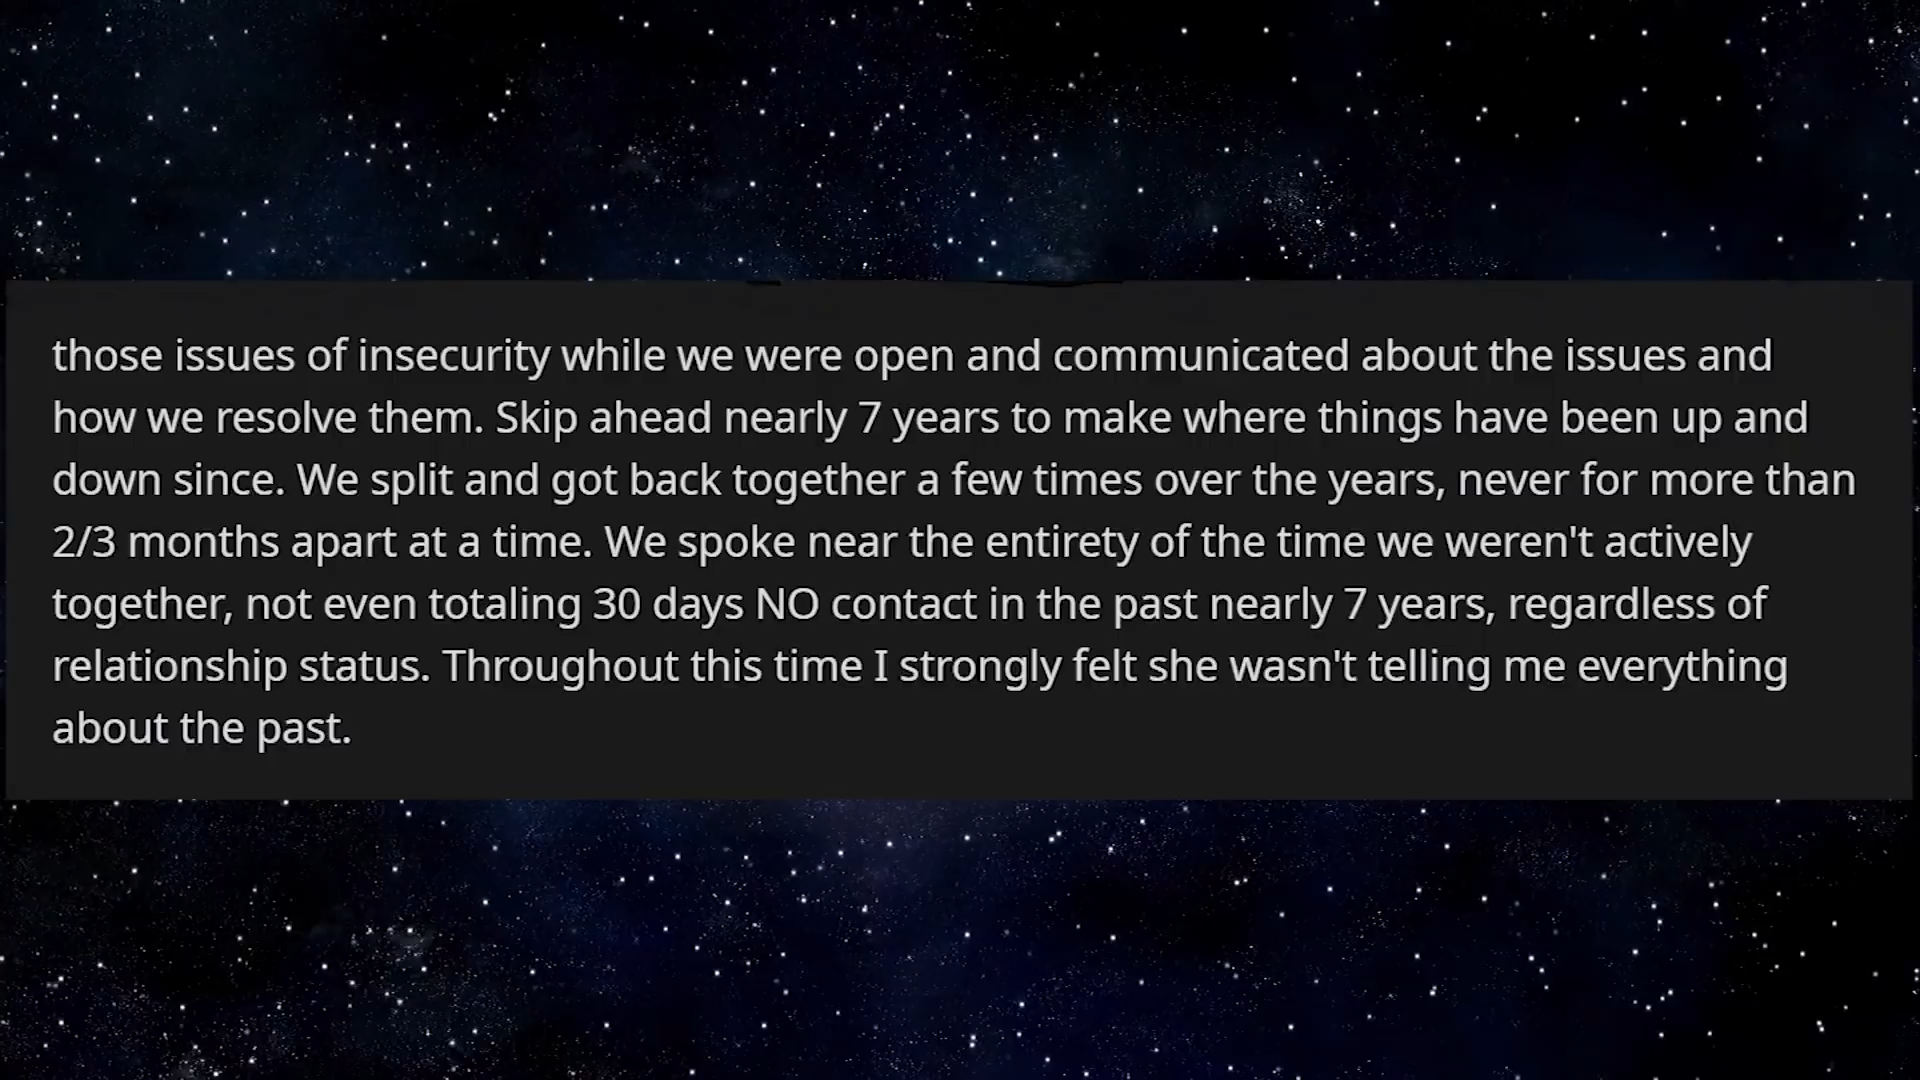 those issues of insecurity while we were open and communicated about the issues and
how we resolve them. Skip ahead nearly 7 years to make where things have been up and
down since. We split and got back together a few times over the years, never for more than
2/3 months apart at a time. We spoke near the entirety of the time we weren't actively
together, not even totaling 30 days NO contact in the past nearly 7 years, regardless of
relationship status. Throughout this time I strongly felt she wasn't telling me everything
about the past.